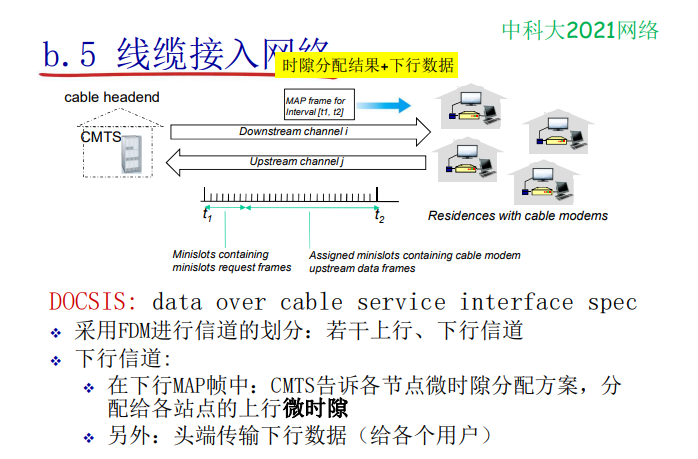 中科大2021网络
b.5 线缆接入网络
时隙分配结果+下行数据
cable headend
MAP frame for
Interval [t1, t2]
CMTS
Downstream channel i
Upstream channel j
t1
t2
Residences with cable modems
Minislots containing
minislots request frames
Assigned minislots containing cable modem
upstream data frames
DOCSIS: data over cable service interface spec
采用FDM进行信道的划分：若干上行、下行信道
下行信道:
在下行MAP帧中：CMTS告诉各节点微时隙分配方案，分
配给各站点的上行微时隙
另外：头端传输下行数据（给各个用户）